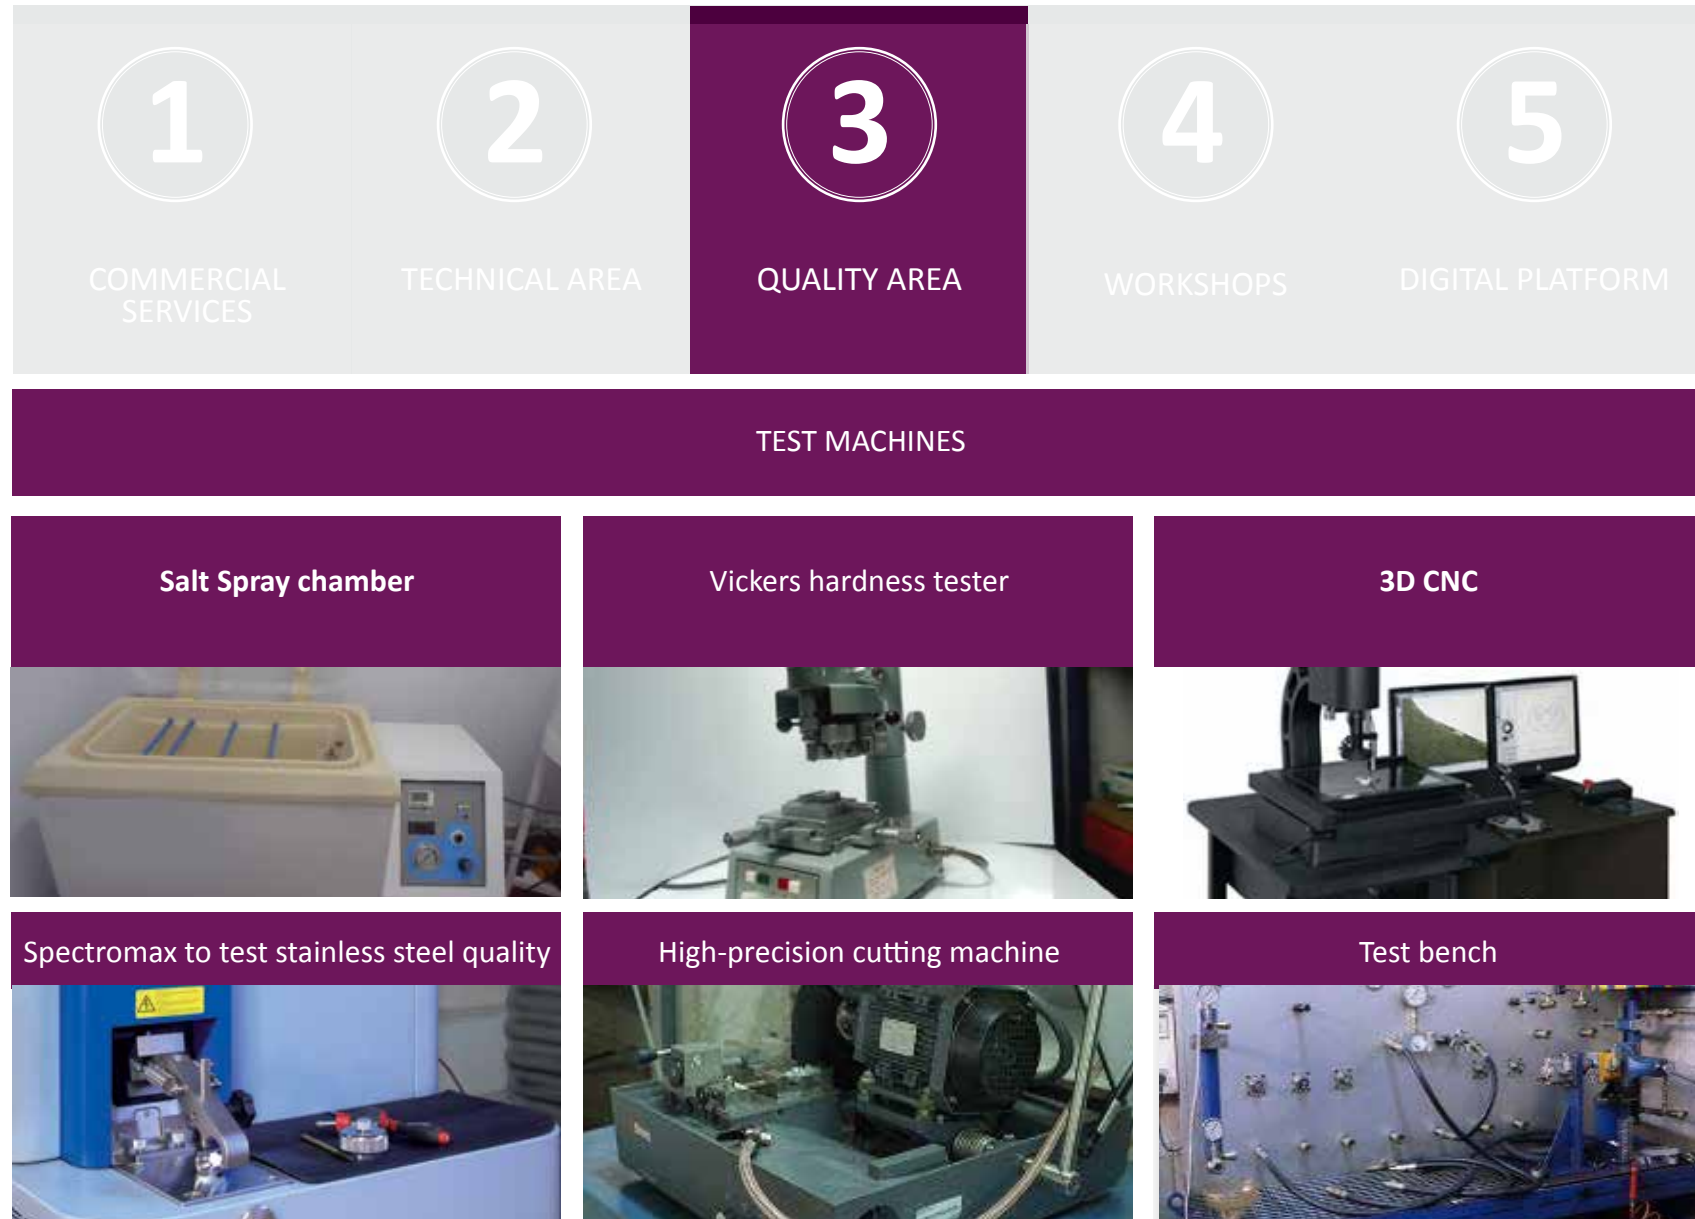 1
2
3
4
5
COMMERCIAL
SERVICES
TECHNICAL AREA
QUALITY AREA
WORKSHOPS
DIGITAL PLATFORM
TEST MACHINES
Salt Spray chamber
Vickers hardness tester
3D CNC
Spectromax to test stainless steel quality
High-precision cutting machine
Test bench